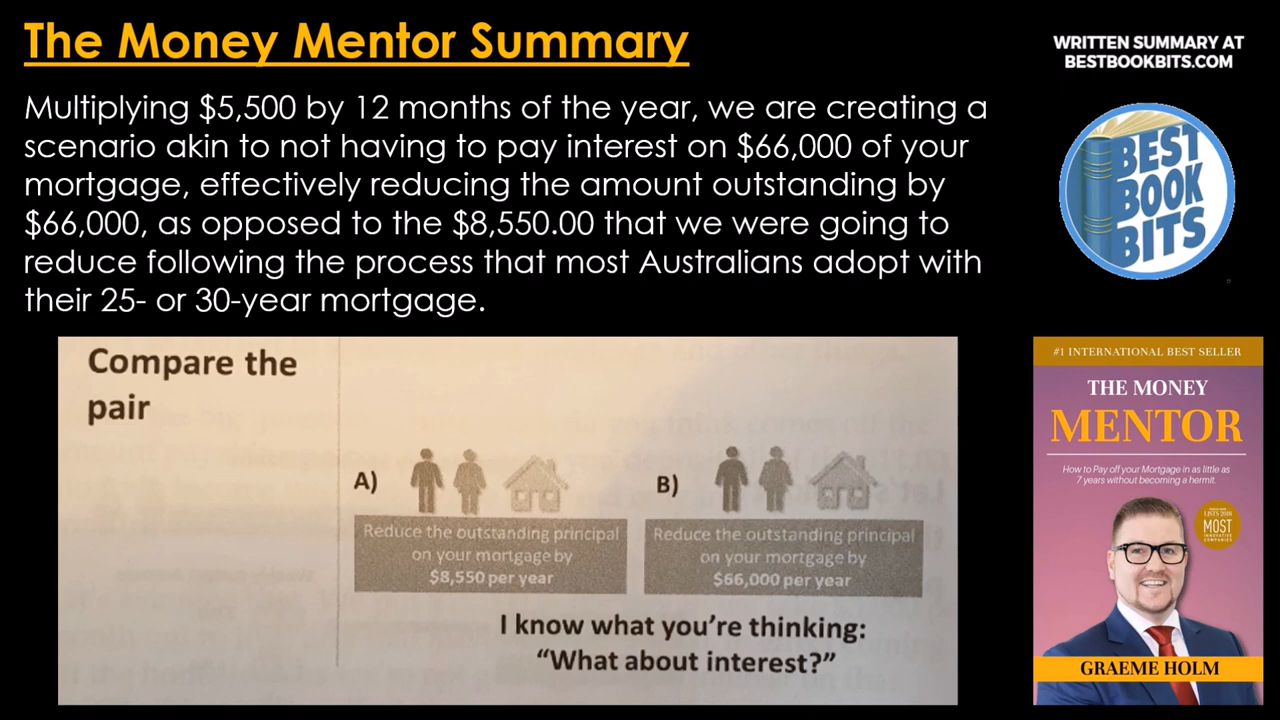 The Money Mentor Summary
WRITTEN SUMMARY AT
BESTBOOKBITS.COM
Multiplying $5,500 by 12 months of the year, we are creating a
scenario akin to not having to pay interest on $66,000 of your
mortgage, effectively reducing the amount outstanding by
$66,000, as opposed to the $8,550.00 that we were going to
reduce following the process that most Australians adopt with
their 25- or 30-year mortgage.
BEST
BOOK
BITS
Compare the
pair
A)
B)
Reduce the outstanding principal
on your mortgage by
$8,550 per year
Reduce the outstanding principal
on your mortgage by
$66,000 per year
I know what you’re thinking:
“What about interest?”
#1 INTERNATIONAL BEST SELLER
THE MONEY
MENTOR
How to Pay off your Mortgage in as little as
7 years without becoming a hermit.
LISTS 2018
MOST
INNOVATIVE
COMPANIES
GRAEME HOLM